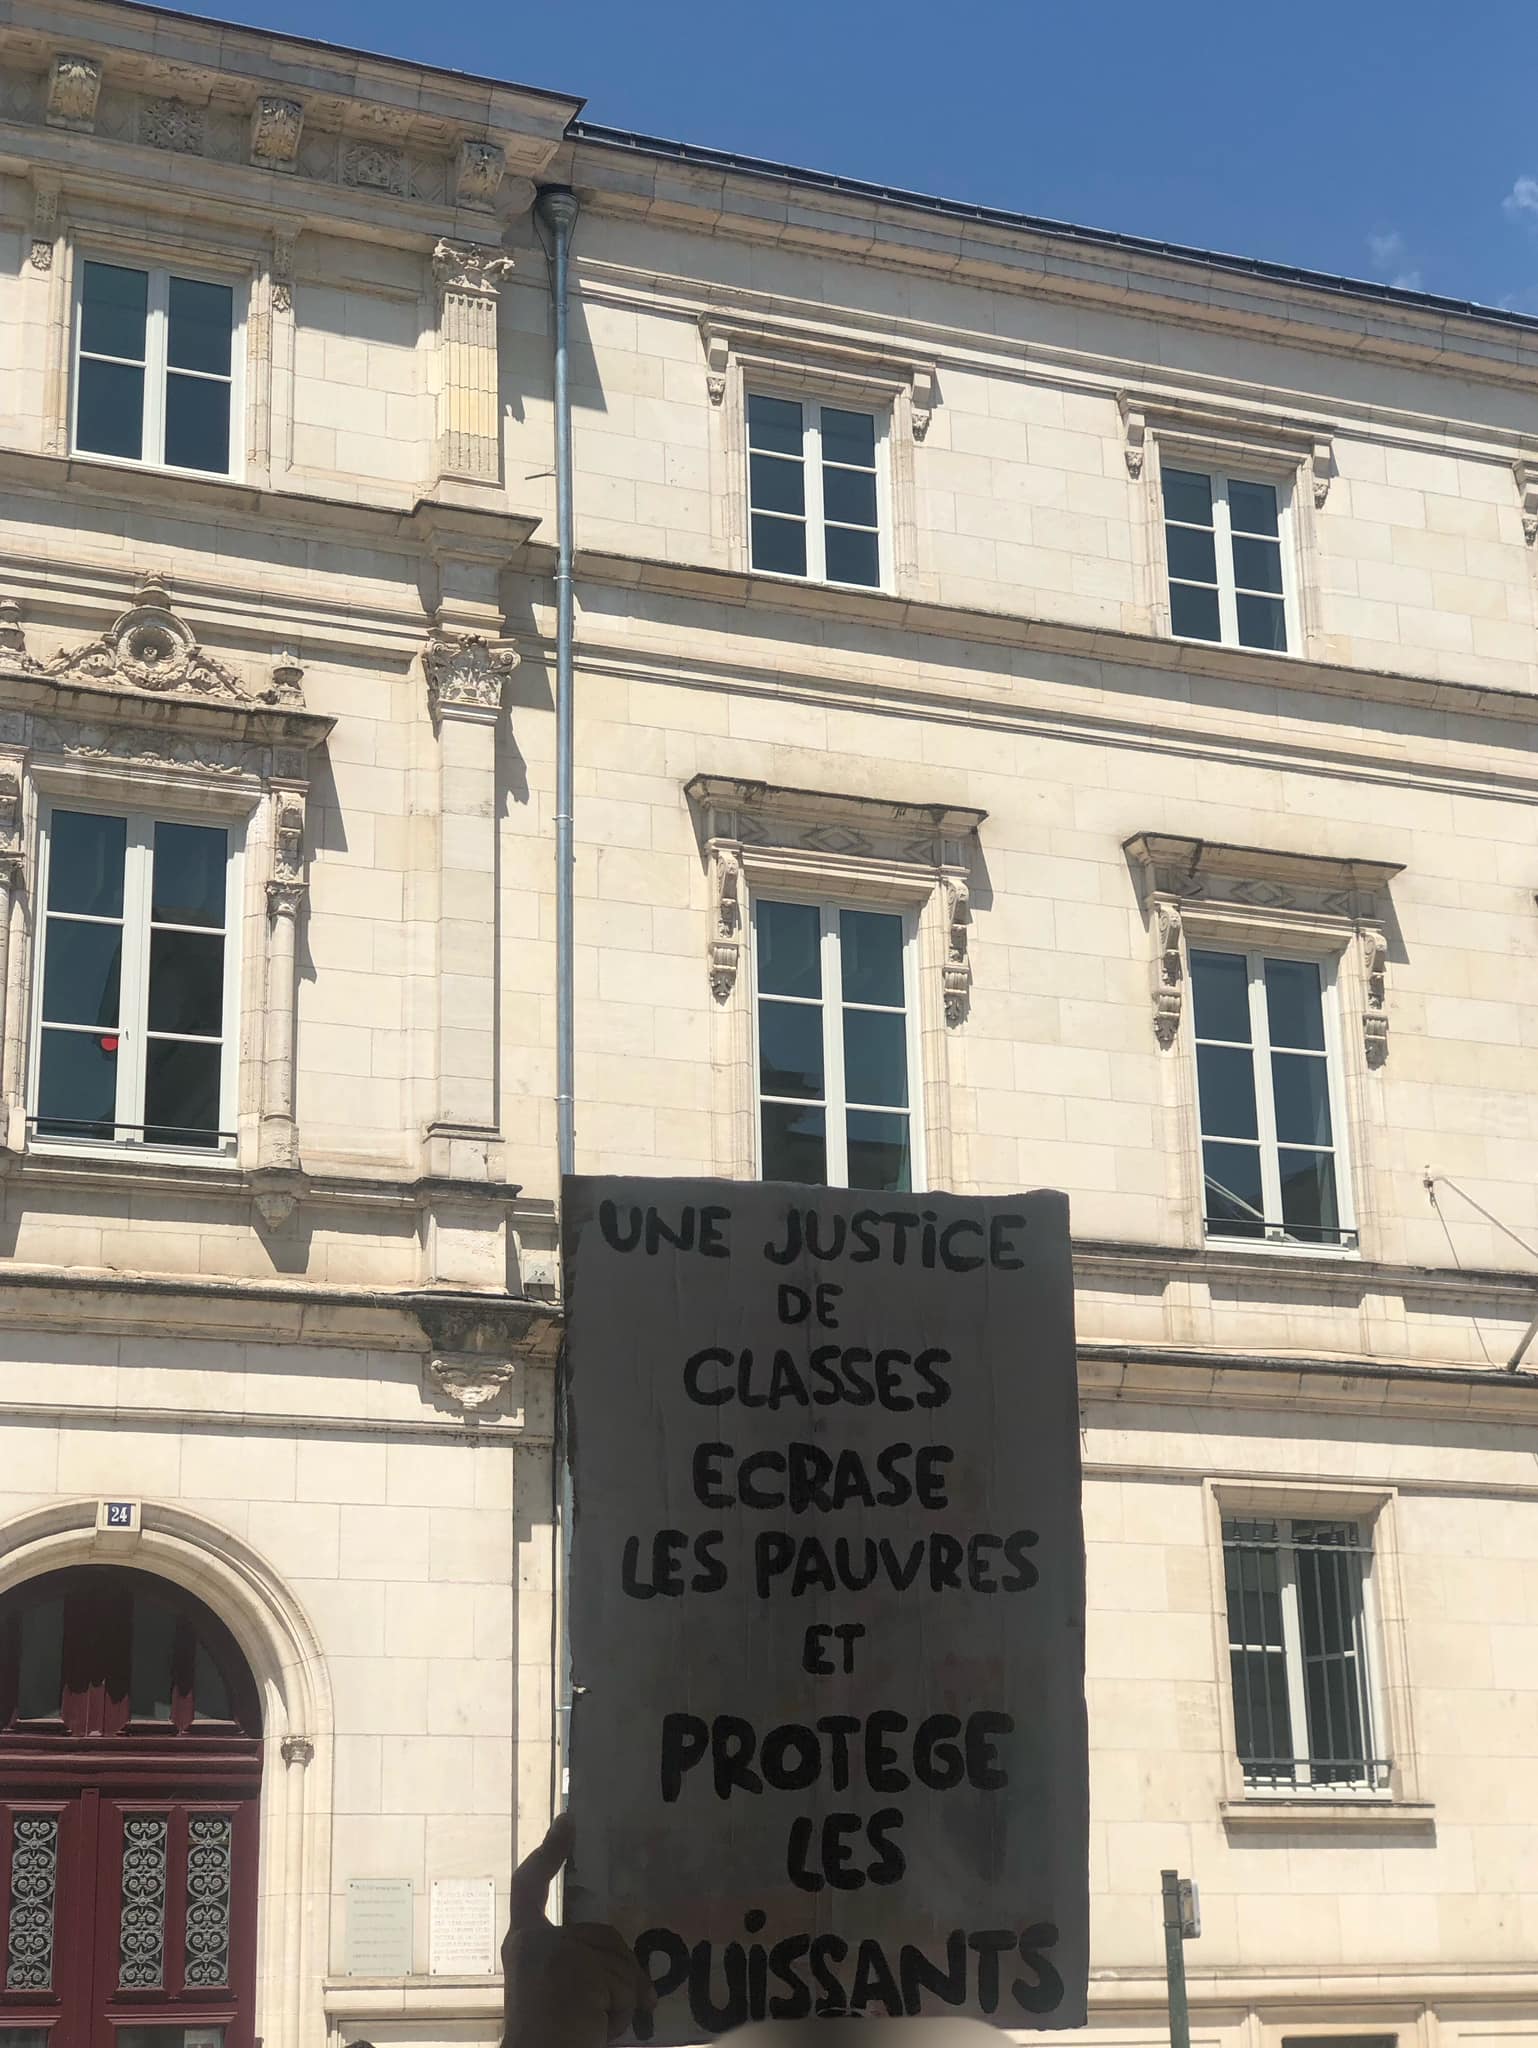 24
UNE JUSTiCE
DE
CLASSES
ECRASE
LES PAUVRES
ET
PROTEGE
LES
PUiSSANTS